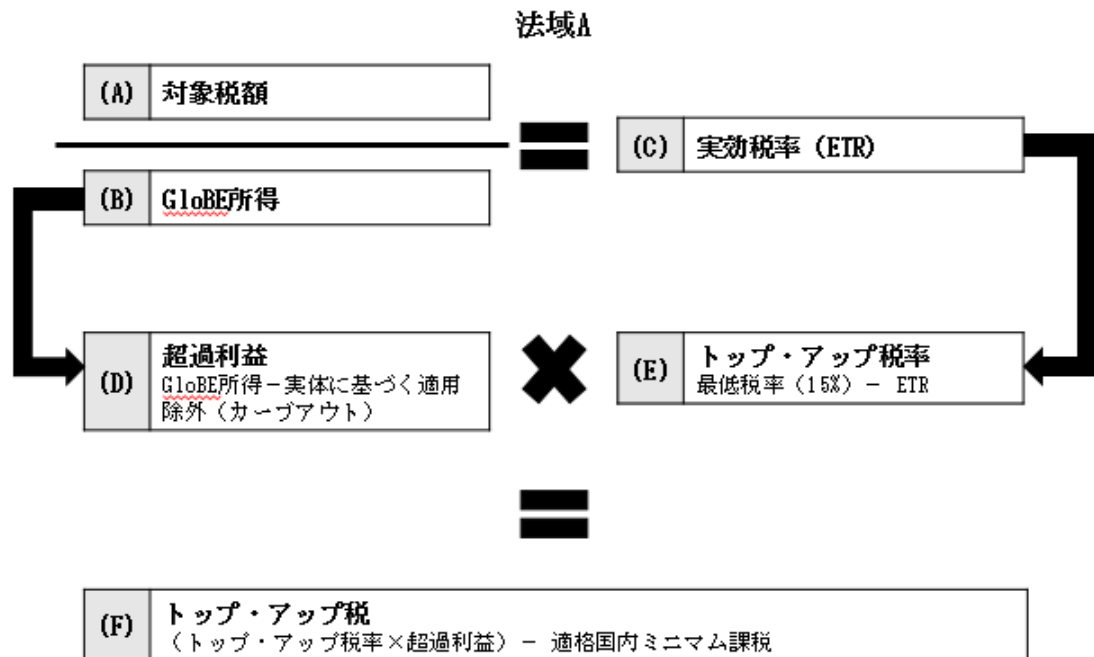 法域A
(A) 対象税額
(B) GloBE所得
(C) 実効税率（ETR）
(D) 超過利益
GloBE所得－実体に基づく適用
除外（カーブアウト）
(E) トップ・アップ税率
最低税率（15%）－ ETR
(F) トップ・アップ税
（トップ・アップ税率×超過利益）－ 適格国内ミニマム課税